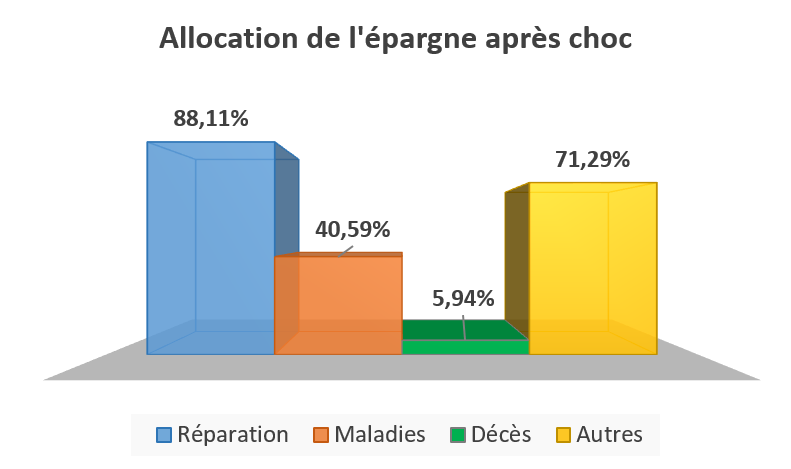 Allocation de l'épargne après choc
88,11%
71,29%
40,59%
5,94%
Réparation Maladies Décès Autres